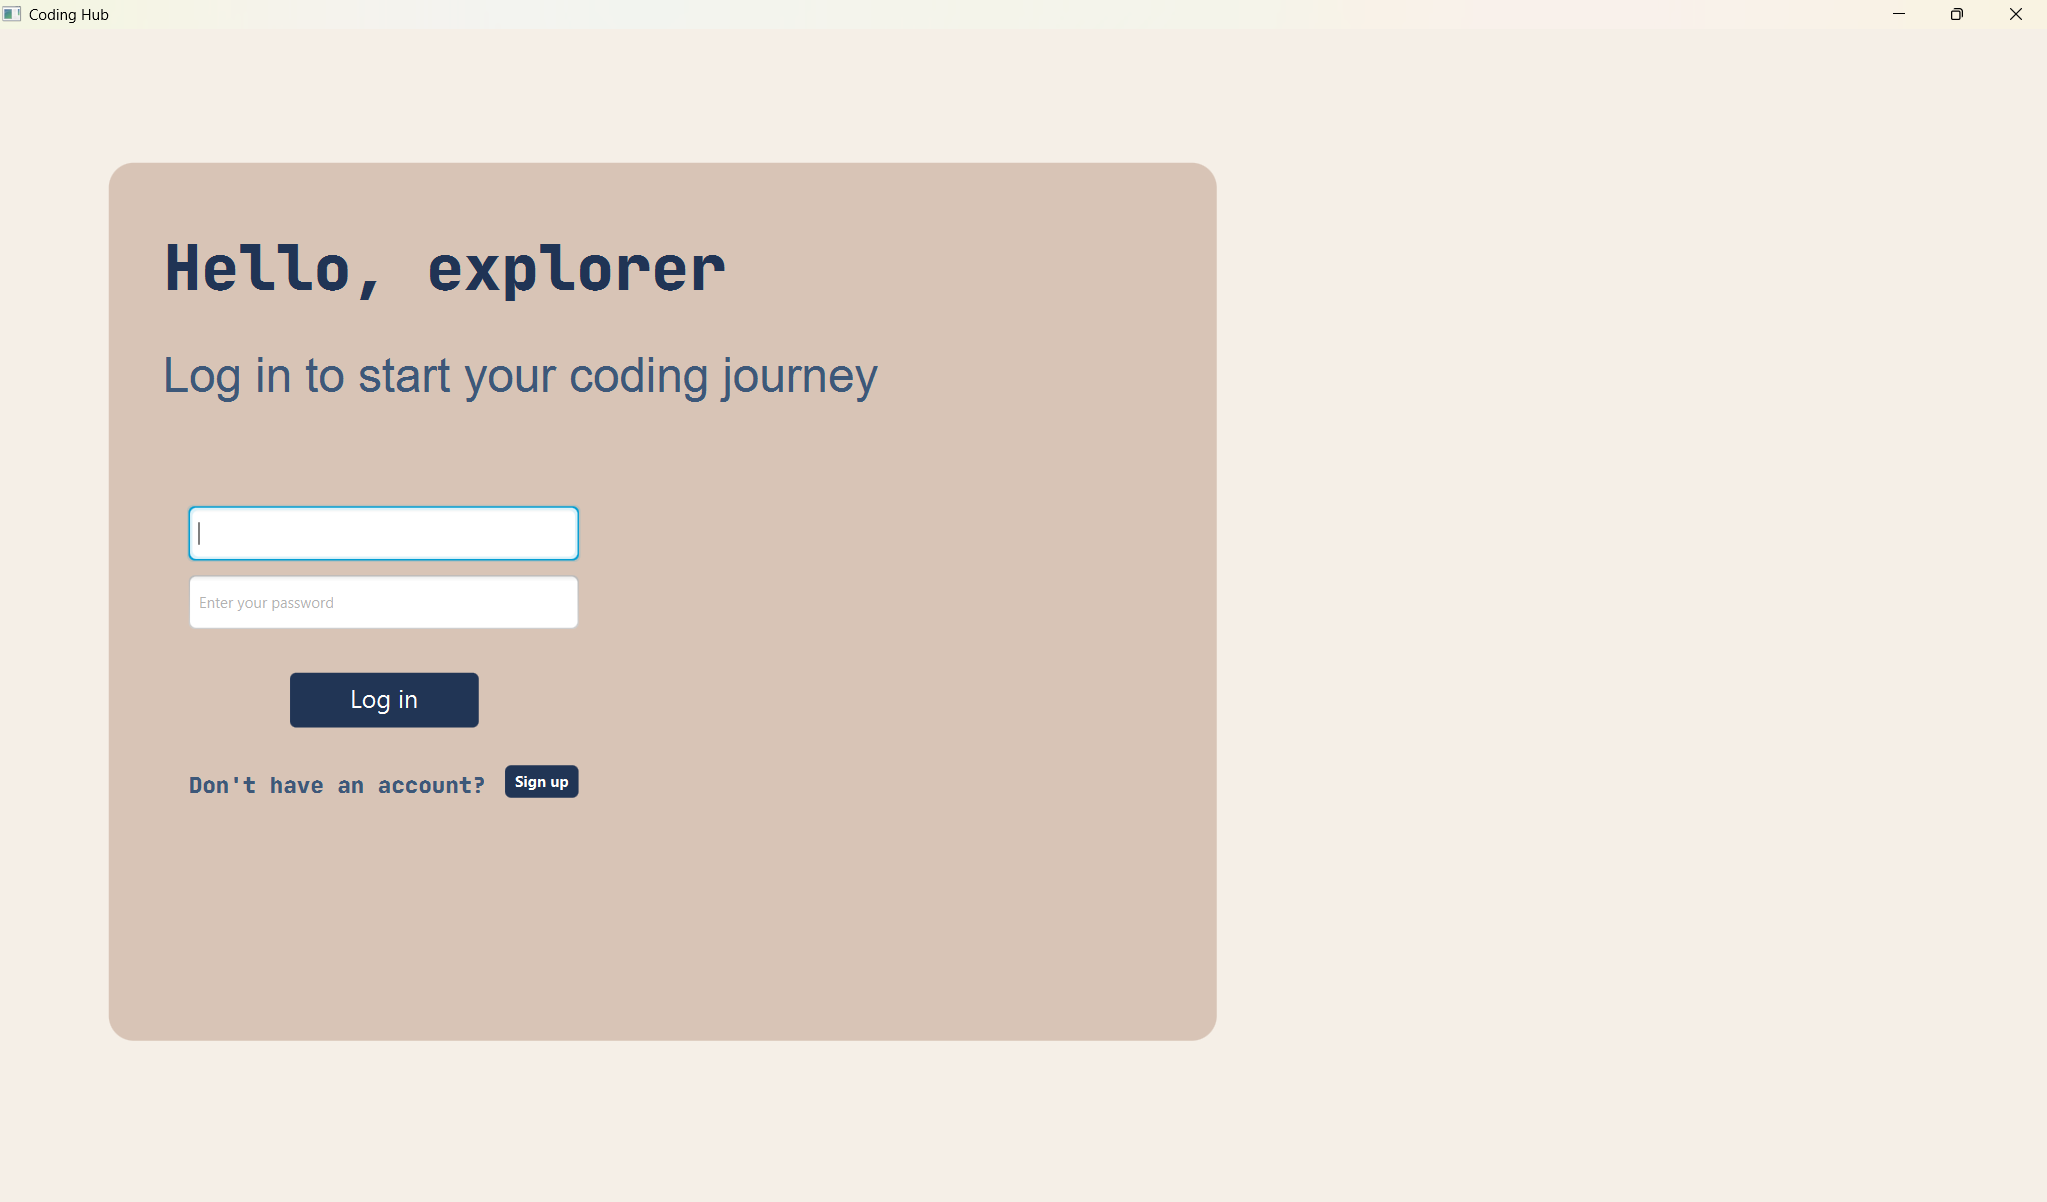 Coding Hub
Hello, explorer
Log in to start your coding journey
Enter your password
Log in
Don't have an account?
Sign up